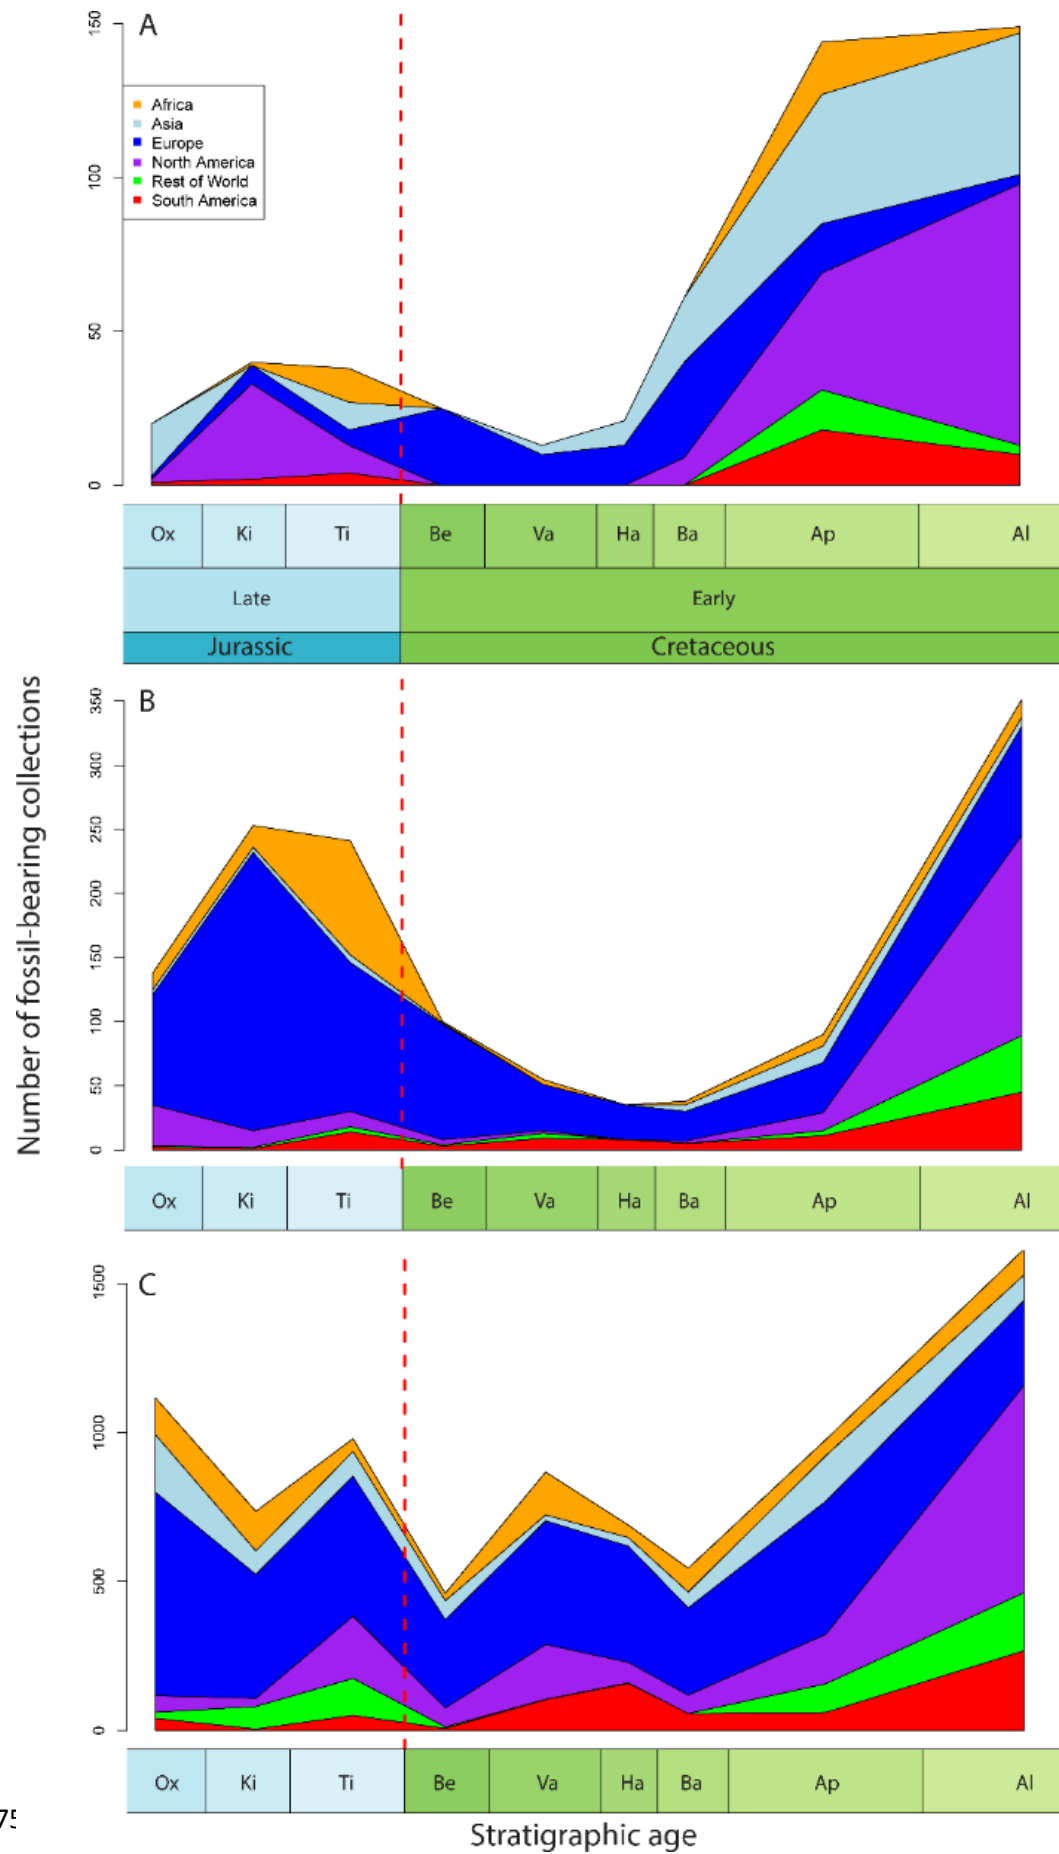 A
150
100
50
0
Africa
Asia
Europe
North America
Rest of World
South America
Ox Ki Ti Be Va Ha Ba Ap Al
Late Early
Jurassic Cretaceous
Number of fossil-bearing collections
B
350
300
250
200
150
100
50
0
Ox Ki Ti Be Va Ha Ba Ap Al
C
1500
1000
500
0
Ox Ki Ti Be Va Ha Ba Ap Al
Stratigraphic age